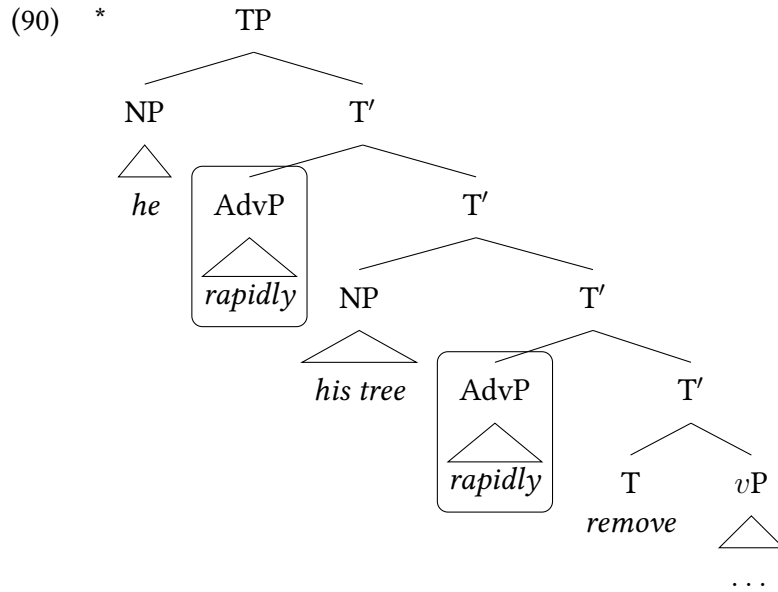 (90) * TP
NP T′
he AdvP T′
rapidly NP T′
his tree AdvP T′
rapidly T vP
remove
...